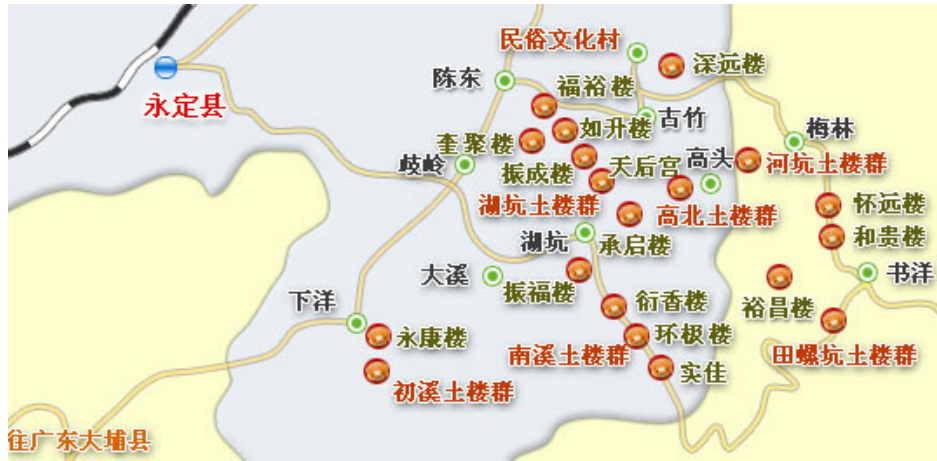 民俗文化村
深远楼
陈东
福裕楼
永定县
古竹
如升楼
梅林
奎聚楼
高头
歧岭
振成楼
天后宫
河坑土楼群
湖坑土楼群
高北土楼群
怀远楼
湖坑
承启楼
和贵楼
大溪
振福楼
书洋
下洋
衍香楼
裕昌楼
永康楼
环极楼
南溪土楼群
田螺坑土楼群
实佳
初溪土楼群
往广东大埔县